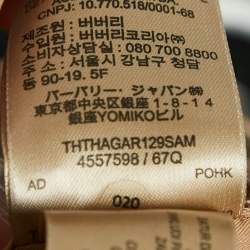 CNPJ: 10.770.518/0001-68
제조원 : 버버리
수입원 : 버버리코리아㈜
소비자상담실 : 080 700 8800
주소 : 서울시 강남구 청담
동 90-19. 5F
バーバリー・ジャパン㈱
東京都中央区銀座 1 - 8 - 1 4
銀座YOMIKOビル
THTHAGAR129SAM
4557598 / 67Q
AD
POHK
020